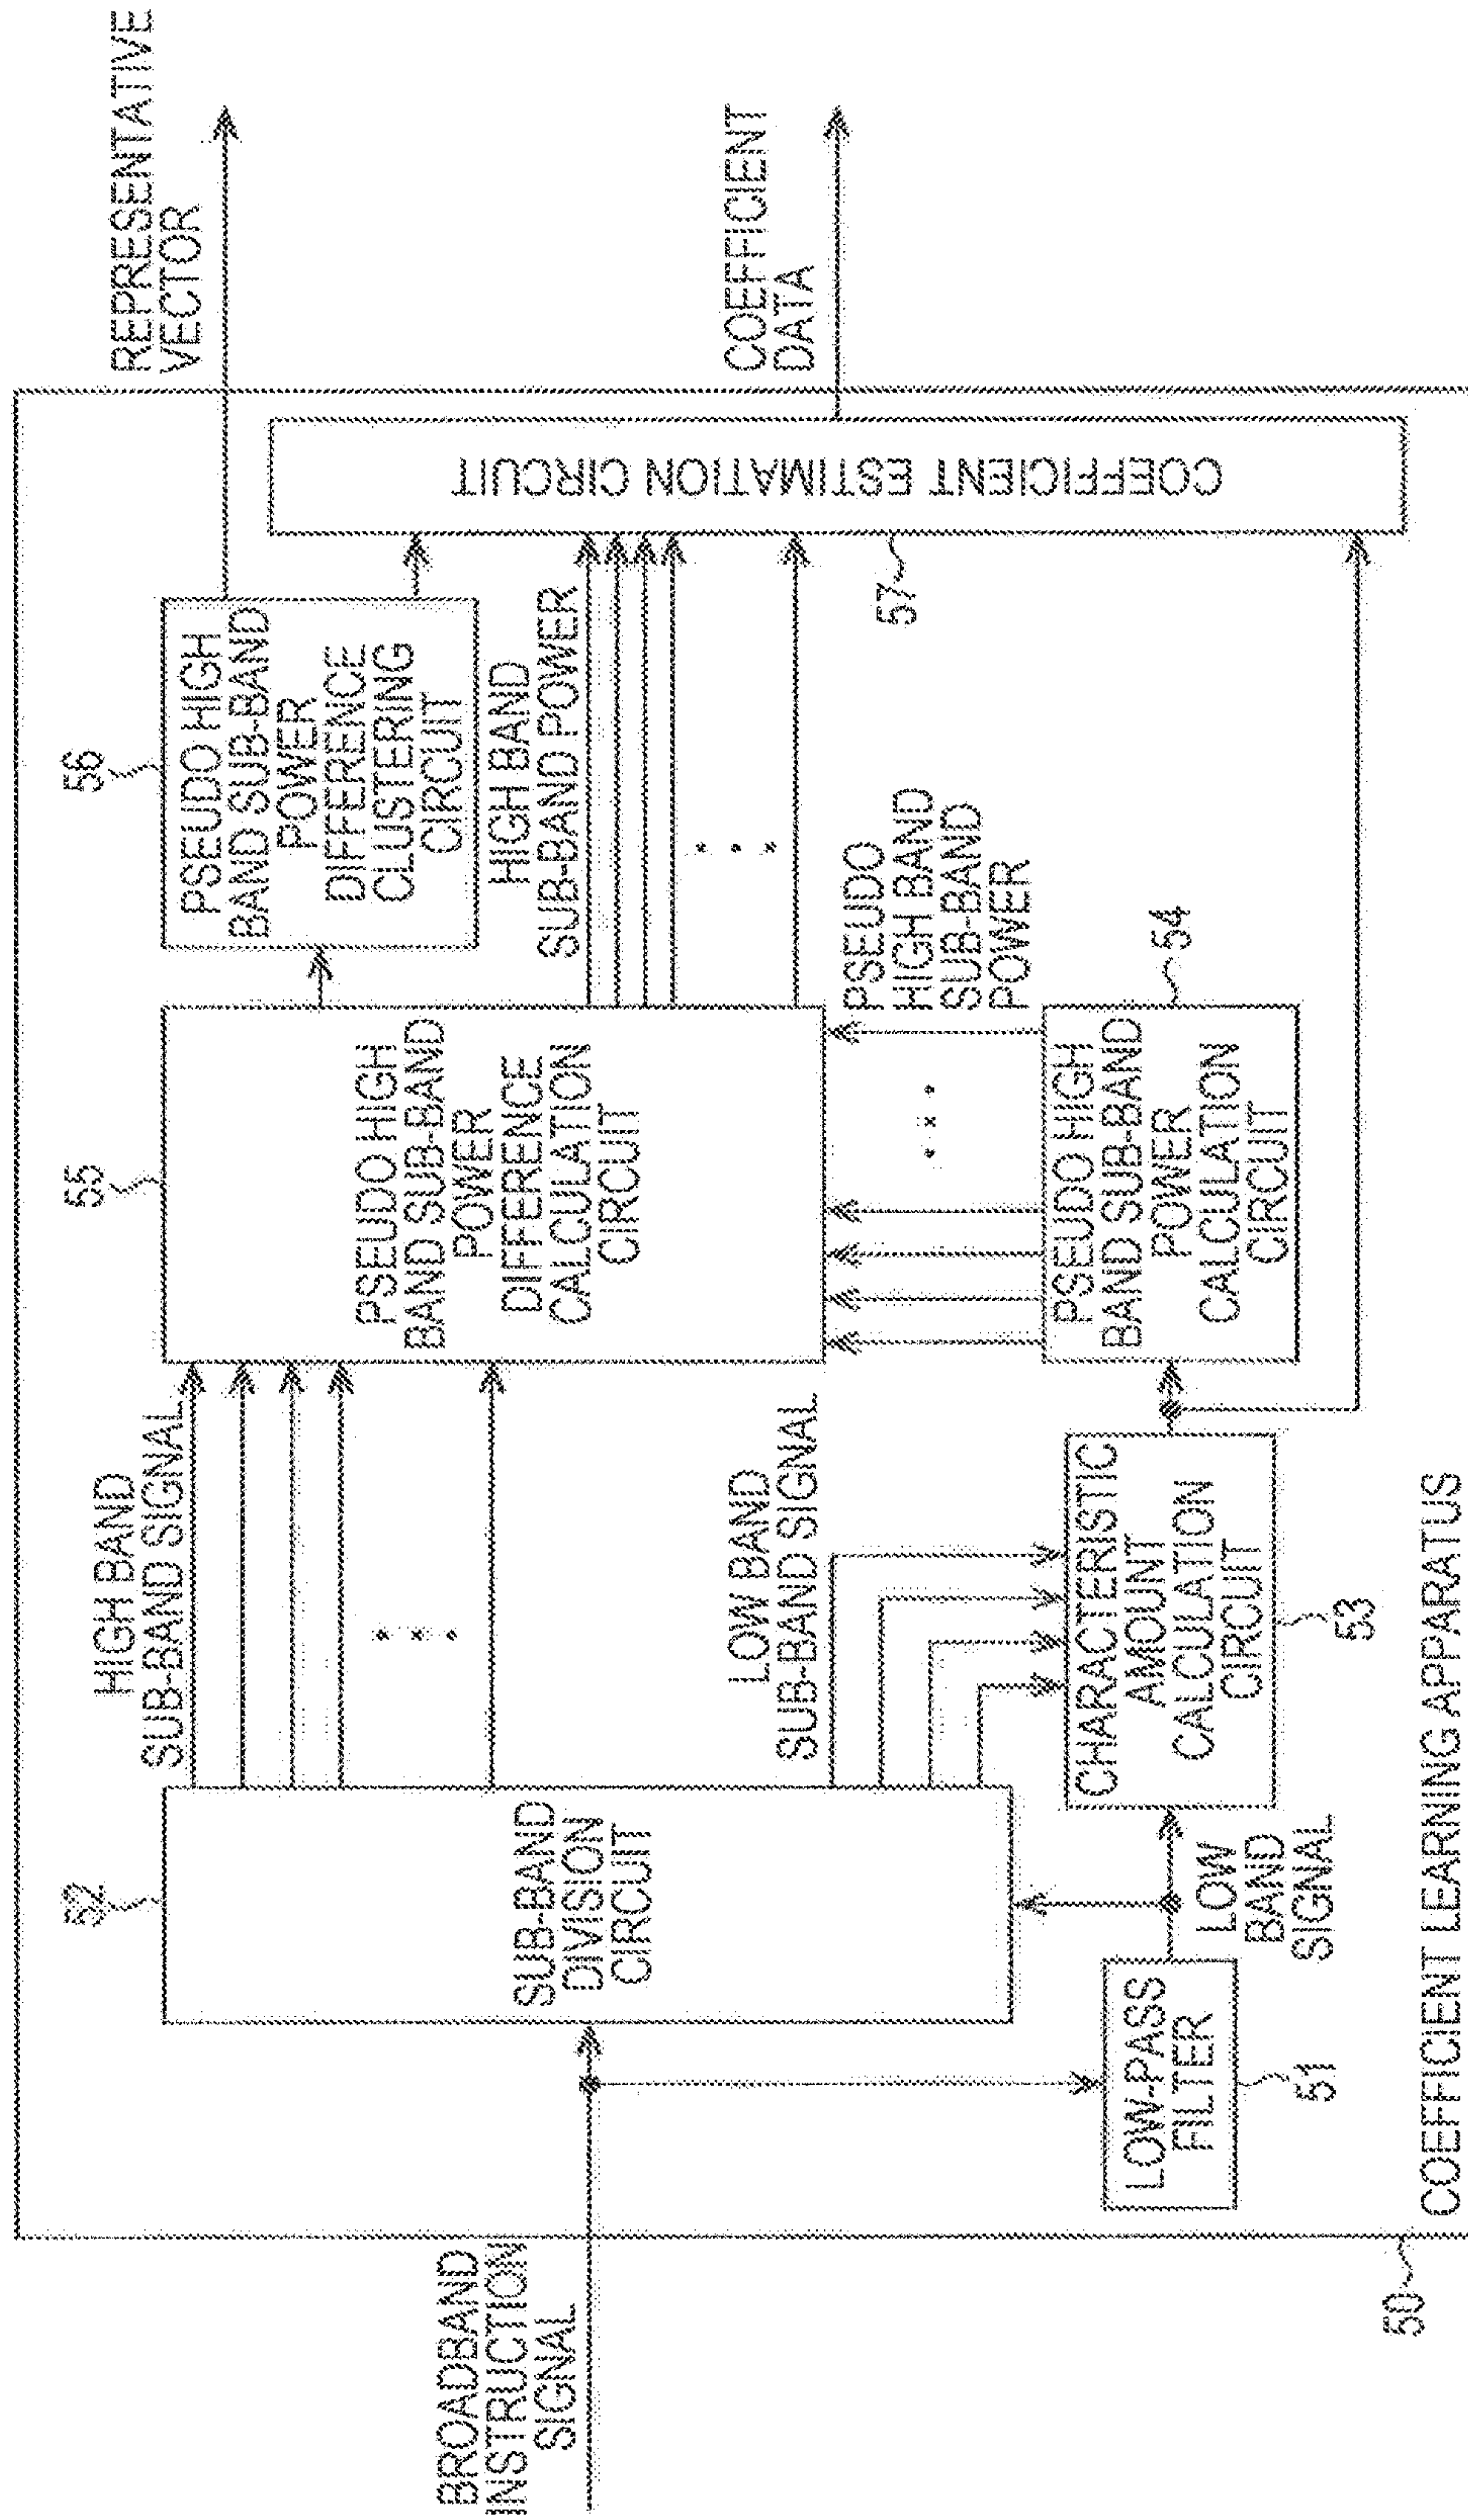 BROADBAND
INSTRUCTION
SIGNAL
50
COEFFICIENT LEARNING APPARATUS
LOW-PASS
FILTER
51
52
SUB-BAND
DIVISION
CIRCUIT
LOW
BAND
SIGNAL
HIGH BAND
SUB-BAND SIGNAL
LOW BAND
SUB-BAND SIGNAL
CHARACTERISTIC
AMOUNT
CALCULATION
CIRCUIT
53
55
PSEUDO HIGH
BAND SUB-BAND
POWER
DIFFERENCE
CALCULATION
CIRCUIT
PSEUDO HIGH
BAND SUB-BAND
POWER
CALCULATION
CIRCUIT
54
PSEUDO
HIGH BAND
SUB-BAND
POWER
56
PSEUDO HIGH
BAND SUB-BAND
POWER
DIFFERENCE
CLUSTERING
CIRCUIT
HIGH BAND
SUB-BAND POWER
57
COEFFICIENT ESTIMATION CIRCUIT
REPRESENTATIVE
VECTOR
COEFFICIENT
DATA